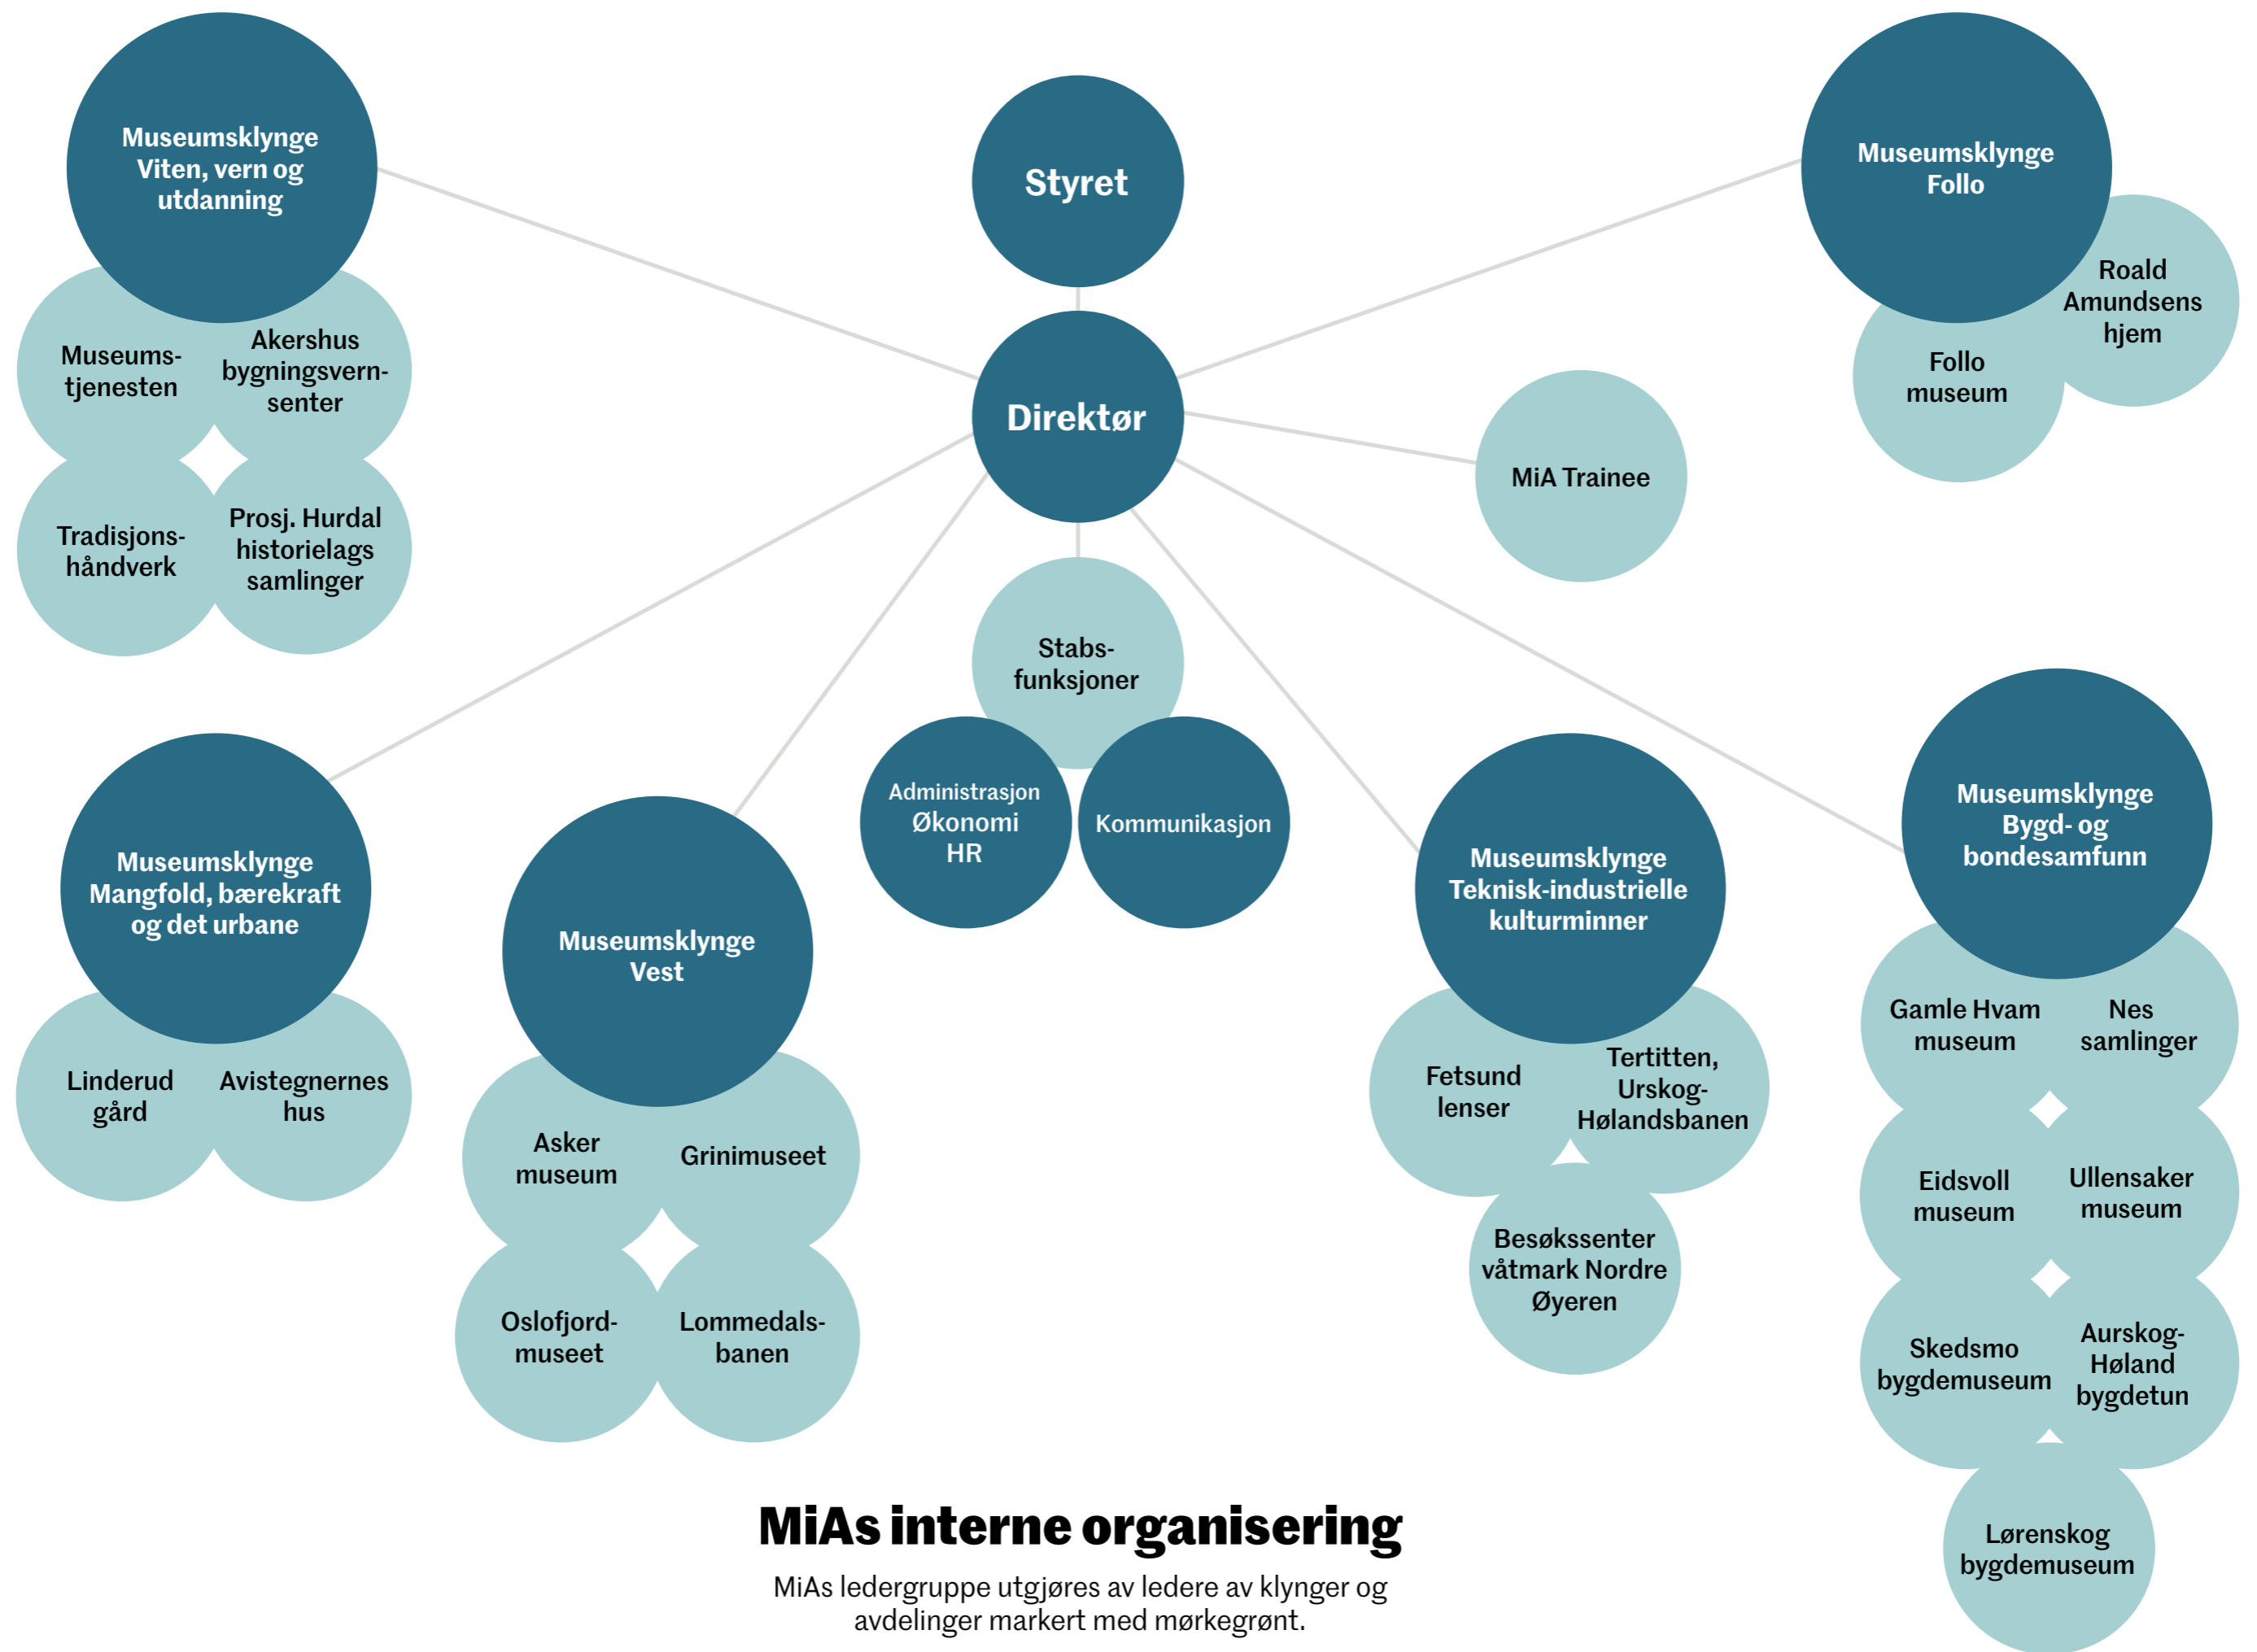 Museumsklynge
Viten, vern og
utdanning
Museums-
tjenesten
Akershus
bygningsvern-
senter
Tradisjons-
håndverk
Prosj. Hurdal
historielags
samlinger
Styret
Direktør
Museumsklynge
Follo
Roald
Amundsens
hjem
Follo
museum
MiA Trainee
Stabs-
funksjoner
Administrasjon
Økonomi
HR
Kommunikasjon
Museumsklynge
Mangfold, bærekraft
og det urbane
Linderud
gård
Avistegnernes
hus
Museumsklynge
Vest
Asker
museum
Grinimuseet
Oslofjord-
museet
Lommedals-
banen
Museumsklynge
Teknisk-industrielle
kulturminner
Fetsund
lenser
Tertitten,
Urskog-
Hølandsbanen
Besøkssenter
våtmark Nordre
Øyeren
Museumsklynge
Bygd- og
bondesamfunn
Gamle Hvam
museum
Nes
samlinger
Eidsvoll
museum
Ullensaker
museum
Skedsmo
bygdemuseum
Aurskog-
Høland
bygdetun
Lørenskog
bygdemuseum
MiAs interne organisering
MiAs ledergruppe utgjøres av ledere av klynger og
avdelinger markert med mørkegrønt.